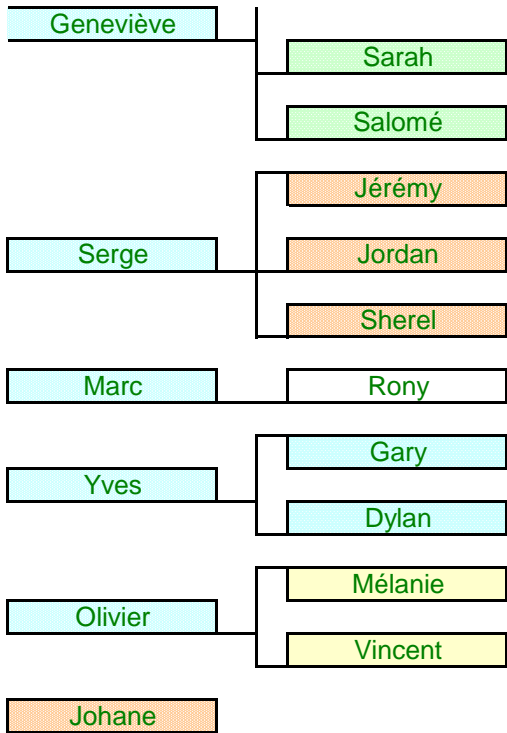 Geneviève
Sarah
Salomé
Jérémy
Serge
Jordan
Sherel
Marc
Rony
Gary
Yves
Dylan
Mélanie
Olivier
Vincent
Johane